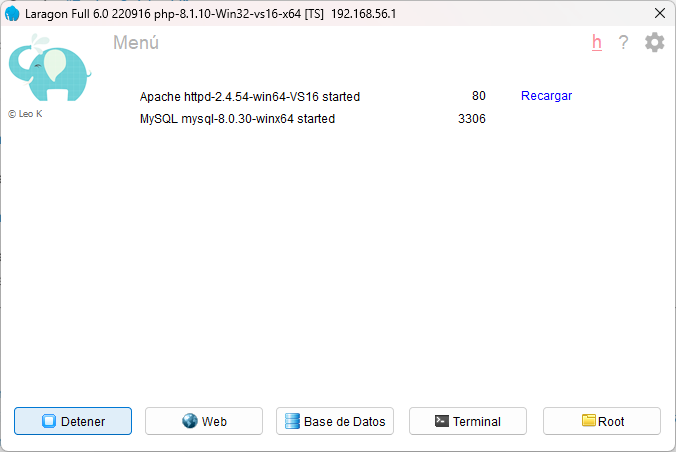 Laragon Full 6.0 220916 php-8.1.10-Win32-vs16-x64 [TS] 192.168.56.1
Menú h ?
© Leo K
Apache httpd-2.4.54-win64-VS16 started 80 Recargar
MySQL mysql-8.0.30-winx64 started 3306
Detener Web Base de Datos Terminal Root